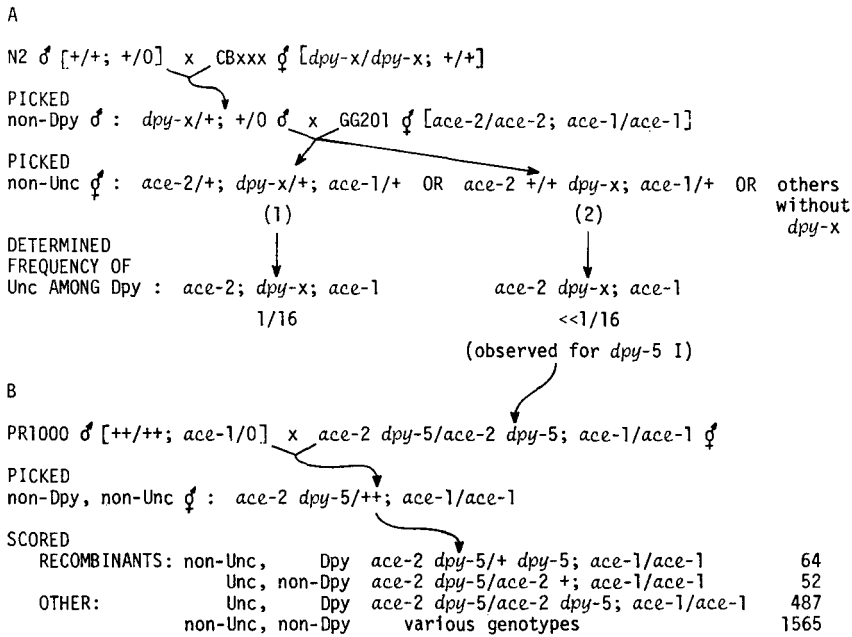 A
N2 ♂ [+/+; +/0] x CBxxx ⚥ [dpy-x/dpy-x; +/+]
PICKED
non-Dpy ♂ : dpy-x/+; +/0 ♂ x GG201 ⚥ [ace-2/ace-2; ace-1/ace-1]
PICKED
non-Unc ⚥ : ace-2/+; dpy-x/+; ace-1/+ OR ace-2 +/+ dpy-x; ace-1/+ OR others
without
(1) (2) dpy-x
DETERMINED
FREQUENCY OF
Unc AMONG Dpy : ace-2; dpy-x; ace-1 ace-2 dpy-x; ace-1
1/16 <<1/16
(observed for dpy-5 I)
B
PR1000 ♂ [++/++; ace-1/0] x ace-2 dpy-5/ace-2 dpy-5; ace-1/ace-1 ⚥
PICKED
non-Dpy, non-Unc ⚥ : ace-2 dpy-5/++; ace-1/ace-1
SCORED
RECOMBINANTS: non-Unc, Dpy ace-2 dpy-5/+ dpy-5; ace-1/ace-1 64
Unc, non-Dpy ace-2 dpy-5/ace-2 +; ace-1/ace-1 52
OTHER: Unc, Dpy ace-2 dpy-5/ace-2 dpy-5; ace-1/ace-1 487
non-Unc, non-Dpy various genotypes 1565